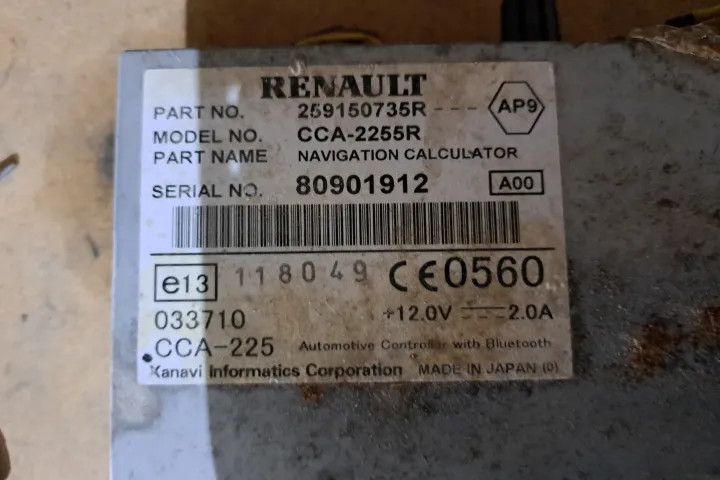 RENAULT
PART NO. 259150735R--- AP9
MODEL NO. CCA-2255R
PART NAME NAVIGATION CALCULATOR
SERIAL NO. 80901912 A00
e13 118049 CE0560
033710 +12.0V 2.0A
CCA-225 Automotive Controller with Bluetooth
Xanavi Informatics Corporation MADE IN JAPAN (0)